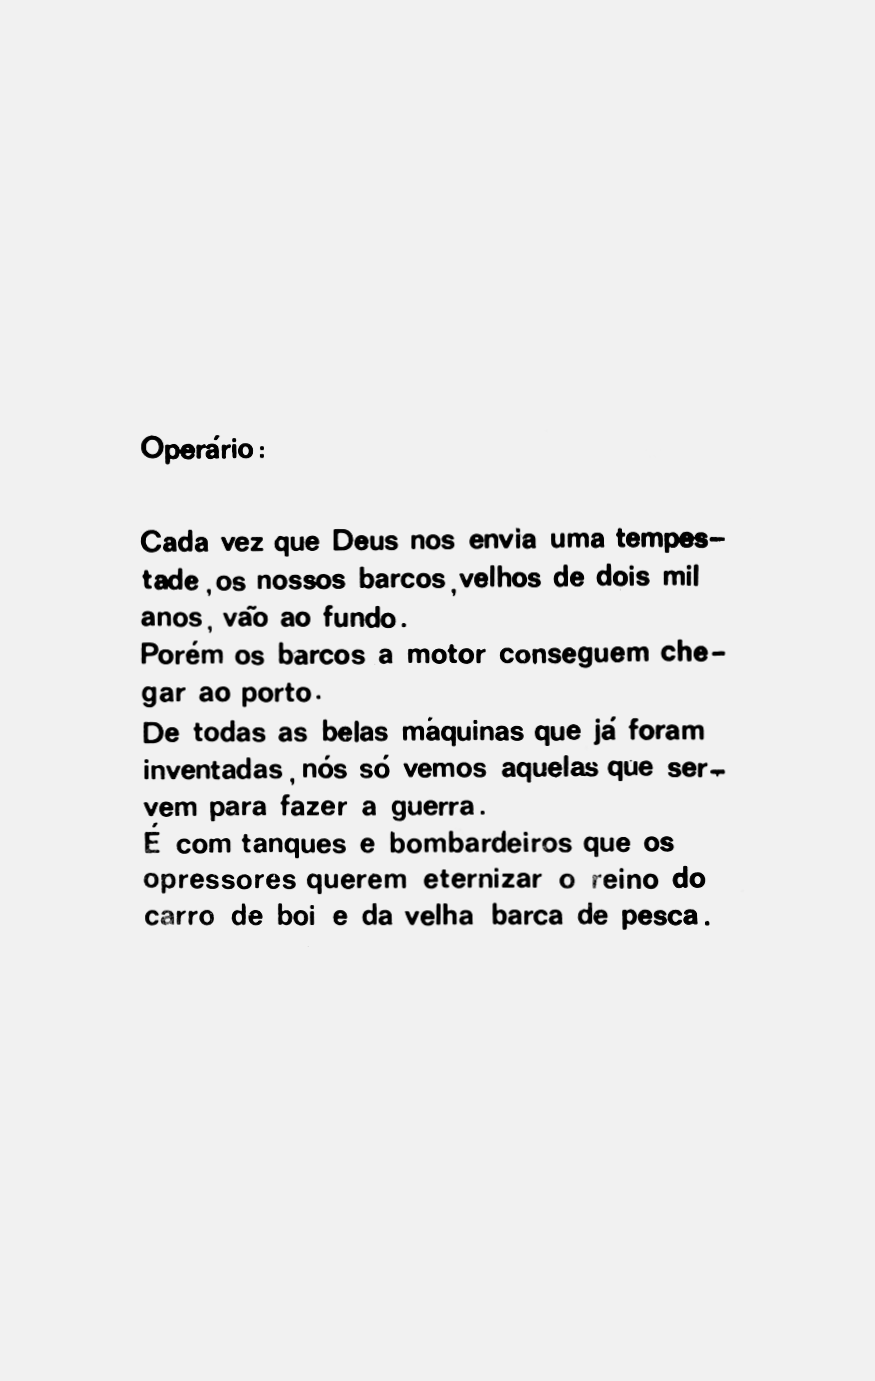 Operário:
Cada vez que Deus nos envia uma tempes-
tade, os nossos barcos, velhos de dois mil
anos, vão ao fundo.
Porém os barcos a motor conseguem che-
gar ao porto.
De todas as belas máquinas que já foram
inventadas, nós só vemos aquelas que ser-
vem para fazer a guerra.
É com tanques e bombardeiros que os
opressores querem eternizar o reino do
carro de boi e da velha barca de pesca.